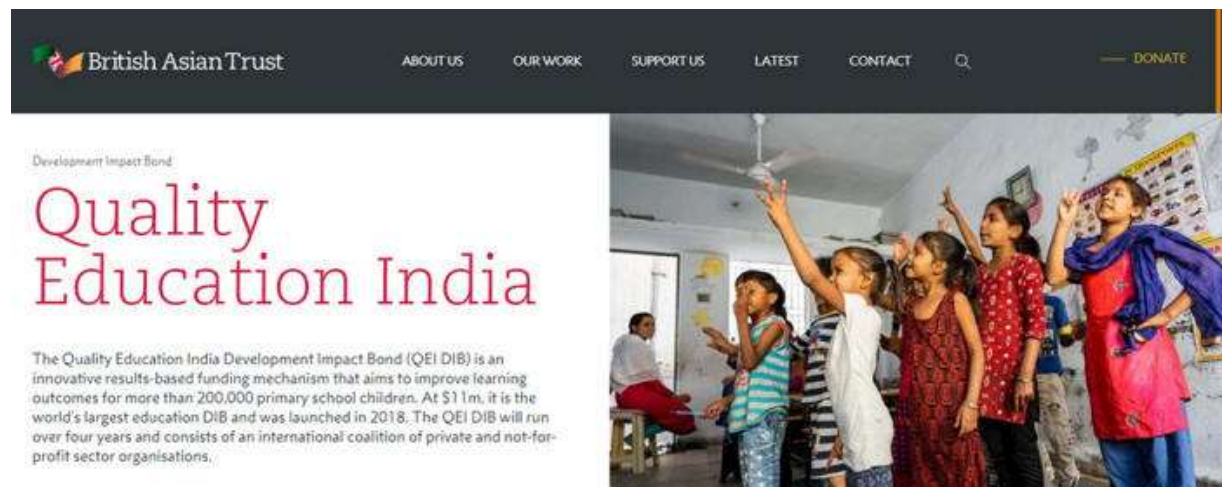 British Asian Trust
ABOUT US
OUR WORK
SUPPORT US
LATEST
CONTACT
DONATE
Development Impact Bond
Quality
Education India
The Quality Education India Development Impact Bond (QEI DIB) is an
innovative results-based funding mechanism that aims to improve learning
outcomes for more than 200,000 primary school children. At $11m, it is the
world's largest education DIB and was launched in 2018. The QEI DIB will run
over four years and consists of an international coalition of private and not-for-
profit sector organisations.